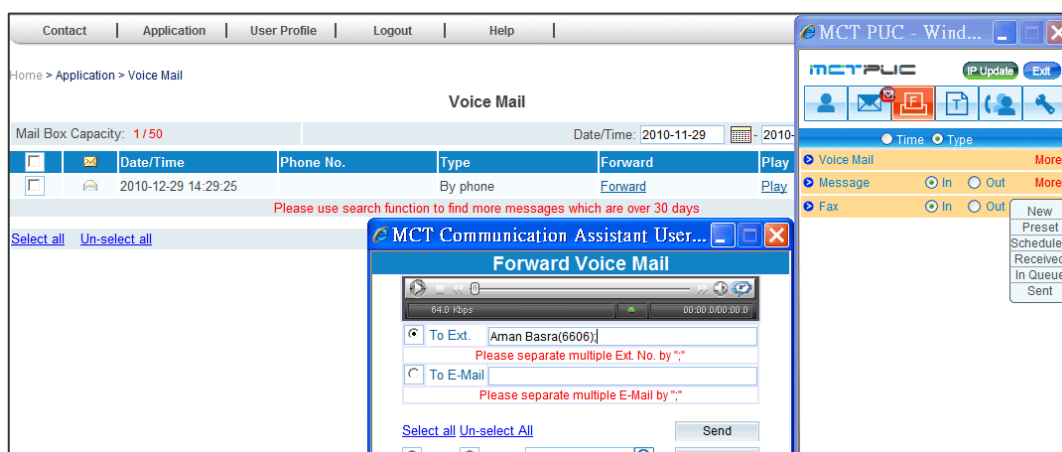 Contact | Application | User Profile | Logout | Help |
Home > Application > Voice Mail
Voice Mail
Mail Box Capacity: 1 / 50 Date/Time: 2010-11-29 - 2010-
Date/Time Phone No. Type Forward Play
2010-12-29 14:29:25 By phone Forward Play
Please use search function to find more messages which are over 30 days
Select all Un-select all
MCT Communication Assistant User...
Forward Voice Mail
64.0 Kbps 00:00.0/00:00.0
To Ext. Aman Basra(6606);
Please separate multiple Ext. No. by ";"
To E-Mail
Please separate multiple E-Mail by ";"
Select all Un-select All Send
MCT PUC - Wind...
mCTPUC IP Update Exit
F T
Time Type
Voice Mail More
Message In Out More
Fax In Out
New
Preset
Schedule
Received
In Queue
Sent